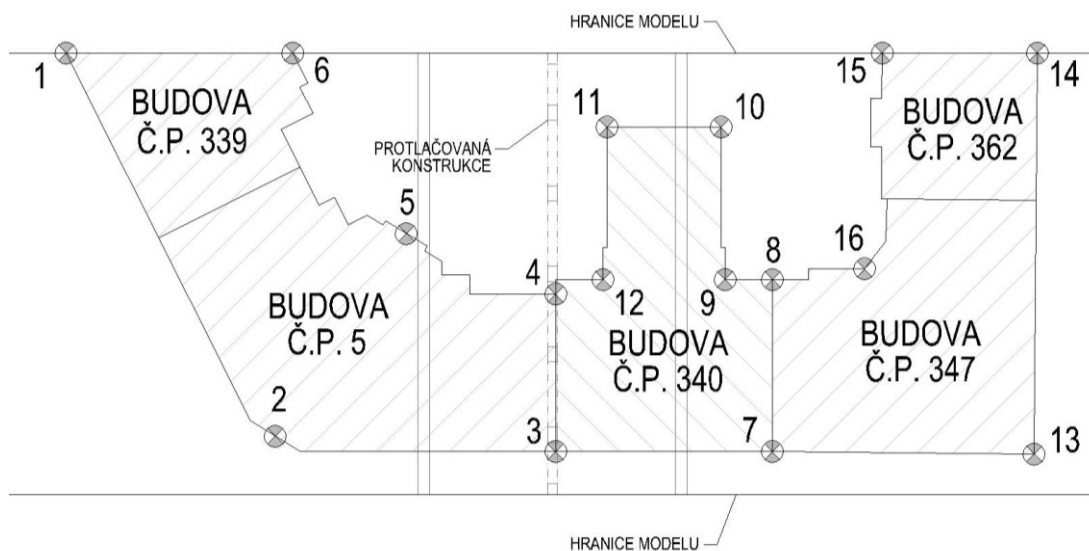 HRANICE MODELU
1
6
15
14
BUDOVA
Č.P. 339
11
10
BUDOVA
Č.P. 362
PROTLAČOVANÁ
KONSTRUKCE
5
4
12
9
8
16
BUDOVA
Č.P. 5
BUDOVA
Č.P. 340
BUDOVA
Č.P. 347
2
3
7
13
HRANICE MODELU